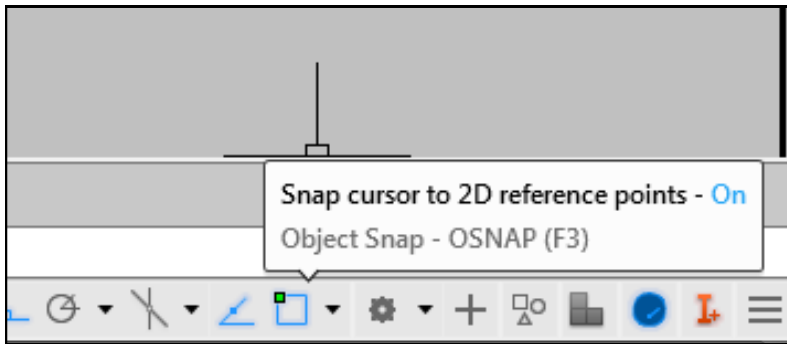 Snap cursor to 2D reference points - On
Object Snap - OSNAP (F3)